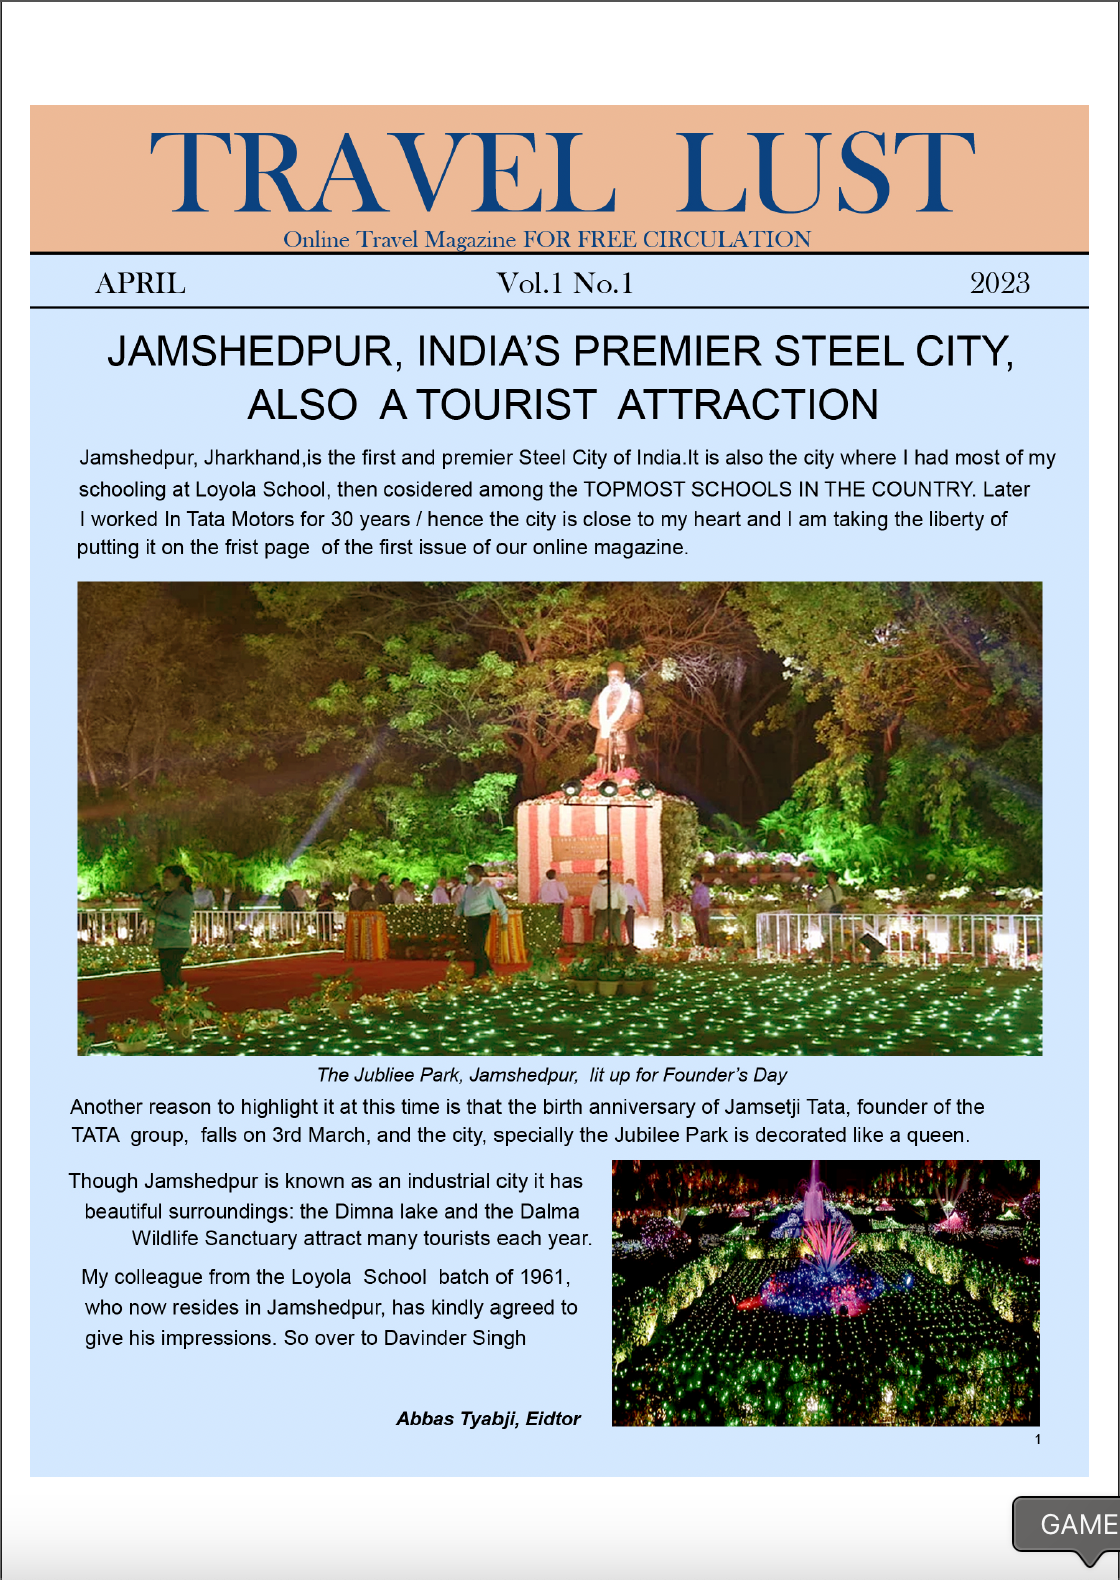 TRAVEL LUST
Online Travel Magazine FOR FREE CIRCULATION
APRIL Vol.1 No.1 2023
JAMSHEDPUR, INDIA'S PREMIER STEEL CITY,
ALSO A TOURIST ATTRACTION
Jamshedpur, Jharkhand,is the first and premier Steel City of India.It is also the city where I had most of my
schooling at Loyola School, then cosidered among the TOPMOST SCHOOLS IN THE COUNTRY. Later
I worked In Tata Motors for 30 years / hence the city is close to my heart and I am taking the liberty of
putting it on the frist page of the first issue of our online magazine.
The Jubliee Park, Jamshedpur, lit up for Founder's Day
Another reason to highlight it at this time is that the birth anniversary of Jamsetji Tata, founder of the
TATA group, falls on 3rd March, and the city, specially the Jubilee Park is decorated like a queen.
Though Jamshedpur is known as an industrial city it has
beautiful surroundings: the Dimna lake and the Dalma
Wildlife Sanctuary attract many tourists each year.
My colleague from the Loyola School batch of 1961,
who now resides in Jamshedpur, has kindly agreed to
give his impressions. So over to Davinder Singh
Abbas Tyabji, Eidtor
1
GAME